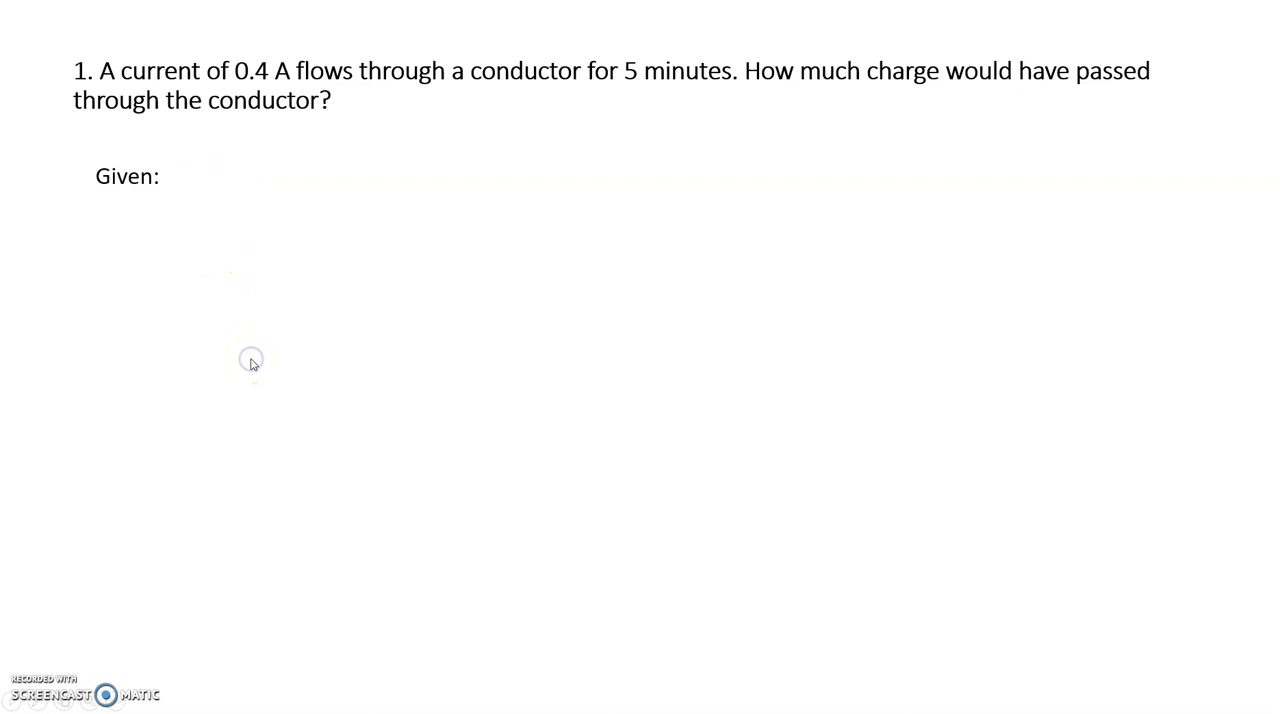 1. A current of 0.4 A flows through a conductor for 5 minutes. How much charge would have passed
through the conductor?
Given:
RECORDED WITH
SCREENCAST MATIC